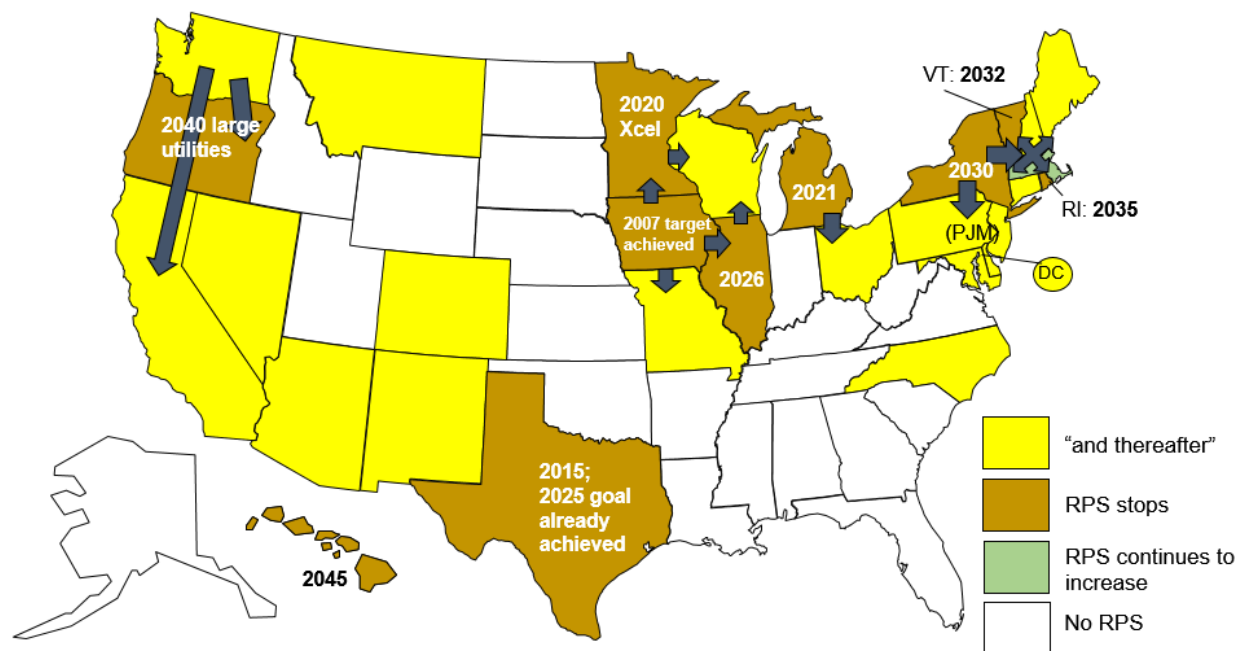 VT: 2032
2020
Xcel
2040 large
utilities
2030
2021
RI: 2035
2007 target
achieved
(PJM)
DC
2026
"and thereafter"
2015;
2025 goal
already
achieved
RPS stops
RPS continues to
increase
2045
No RPS